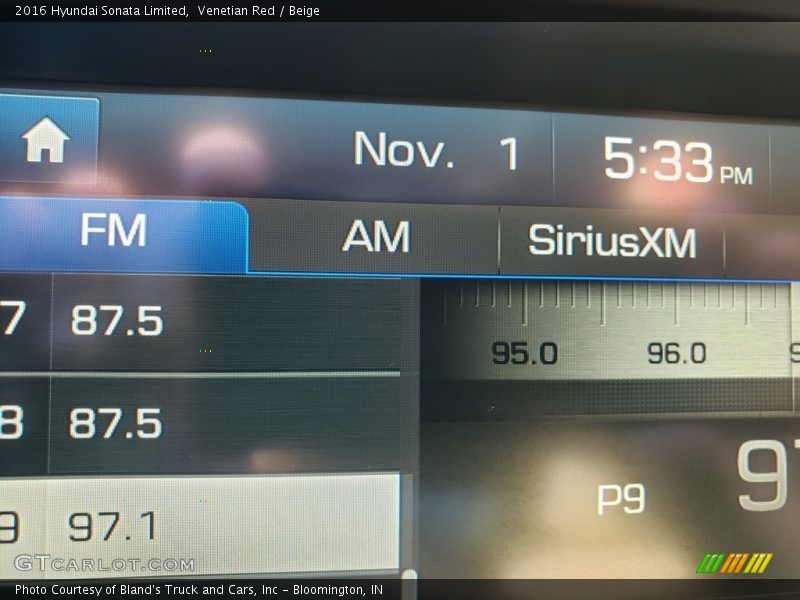 2016 Hyundai Sonata Limited,  Venetian Red / Beige
Nov. 1 5:33 PM
FM AM SiriusXM
7 87.5
95.0 96.0
8 87.5
P9
9 97.1
GTCARLOT.COM
Photo Courtesy of Bland's Truck and Cars, Inc - Bloomington, IN